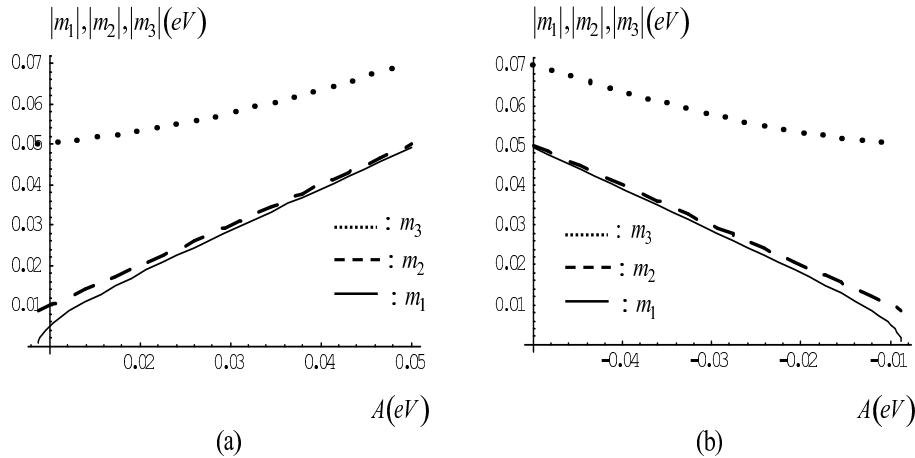 |m1|,|m2|,|m3|(eV)
0.07
0.06
0.05
0.04
0.03
0.02
0.01
0.02 0.03 0.04 0.05
: m3
: m2
: m1
A(eV)
(a)
|m1|,|m2|,|m3|(eV)
0.07
0.06
0.05
0.04
0.03
0.02
0.01
-0.04 -0.03 -0.02 -0.01
: m3
: m2
: m1
A(eV)
(b)